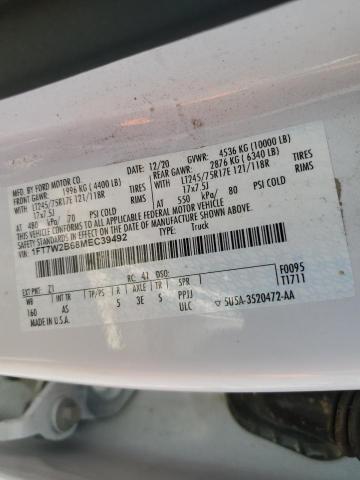 MFD. BY FORD MOTOR CO.
DATE: 12/20 GVWR: 4536 KG (10000 LB)
FRONT GAWR: 1996 KG (4400 LB) REAR GAWR: 2876 KG (6340 LB)
LT245/75R17E 121/118R TIRES LT245/75R17E 121/118R TIRES
17x7.5J RIMS 17x7.5J RIMS
AT 480 kPa/ 70 PSI COLD AT 550 kPa/ 80 PSI COLD
THIS VEHICLE CONFORMS TO ALL APPLICABLE FEDERAL MOTOR VEHICLE
SAFETY STANDARDS IN EFFECT ON THE DATE OF MANUFACTURE SHOWN ABOVE.
VIN: 1FT7W2B68MEC39492
TYPE: Truck
F0095
T1711
EXT PNT: Z1 RC: 41 DSO:
WB INT TR TP/PS R AXLE TR SPR
160 AS 5 3E 5 PPJJ
MADE IN U.S.A. ULC
5U5A-3520472-AA